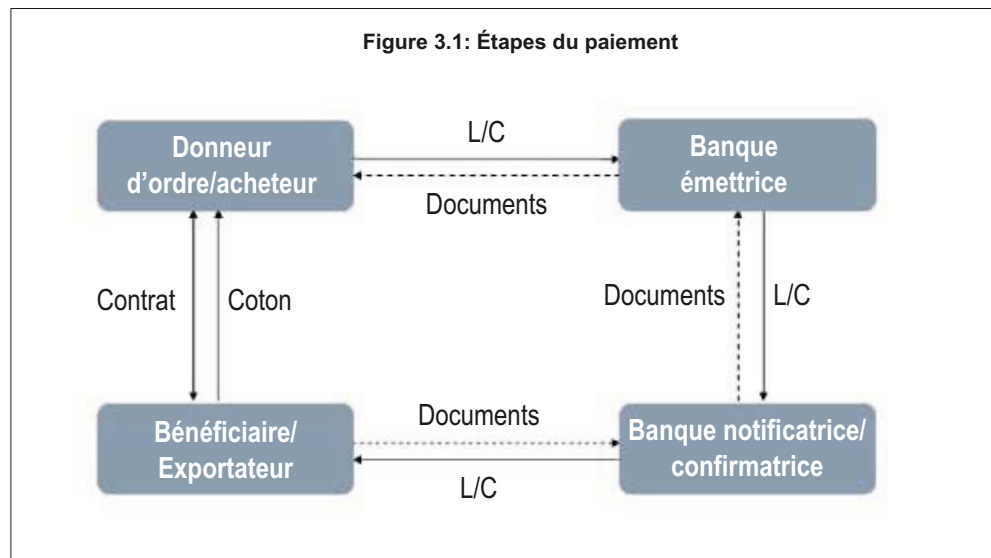 Figure 3.1: Étapes du paiement
Donneur
d'ordre/acheteur
L/C
Documents
Banque
émettrice
Contrat
Coton
Documents
L/C
Bénéficiaire/
Exportateur
Documents
L/C
Banque notificatrice/
confirmatrice